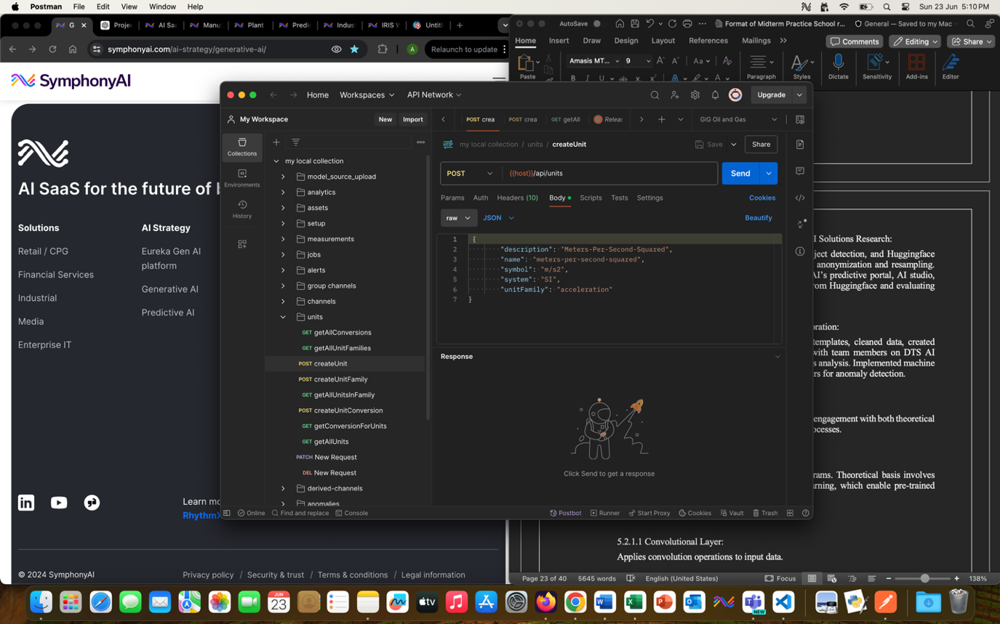 Postman File Edit View Window Help
Sun 23 Jun 5:10 PM
G
Projec
AI Sa
Manu
Plant
Predi
Indust
IRIS V
Untitl
symphonyai.com/ai-strategy/generative-ai/
A
Relaunch to update
SymphonyAI
AI SaaS for the future of
Solutions
Retail / CPG
Financial Services
Industrial
Media
Enterprise IT
AI Strategy
Eureka Gen AI
platform
Generative AI
Predictive AI
in
Learn mo
RhythmX
© 2024 SymphonyAI
Privacy policy / Security & trust / Terms & conditions / Legal information
AutoSave
Format of Midterm Practice School r...
General — Saved to my Mac
Home Insert Draw Design Layout References Mailings
Comments Editing Share
Paste
Amasis MT... 9
B I U ab
Paragraph
Styles
Dictate
Sensitivity
Add-ins
Editor
Home Workspaces API Network
Upgrade
My Workspace
New Import
Collections
Environments
History
my local collection
model_source_upload
analytics
assets
setup
measurements
jobs
alerts
group channels
channels
units
GET getAllConversions
GET getAllUnitFamilies
POST createUnit
POST createUnitFamily
GET getAllUnitsInFamily
POST createUnitConversion
GET getConversionForUnits
GET getAllUnits
PATCH New Request
DEL New Request
derived-channels
anomalies
POST crea
POST crea
GET getAll
Releas
GIG Oil and Gas
HTTP my local collection / units / createUnit
Save Share
POST {{host}}/api/units
Send
Params Auth Headers (10) Body Scripts Tests Settings
Cookies
raw JSON
Beautify
1 {
2 "description": "Meters-Per-Second-Squared",
3 "name": "meters-per-second-squared",
4 "symbol": "m/s2",
5 "system": "SI",
6 "unitFamily": "acceleration"
7 }
Response
Click Send to get a response
Online Find and replace Console
Postbot Runner Start Proxy Cookies Vault Trash
I Solutions Research:
ject detection, and Huggingface
anonymization and resampling.
AI's predictive portal, AI studio,
rom Huggingface and evaluating
ration:
templates, cleaned data, created
with team members on DTS AI
s analysis. Implemented machine
rs for anomaly detection.
engagement with both theoretical
ocesses.
rams. Theoretical basis involves
arning, which enable pre-trained
5.2.1.1 Convolutional Layer:
Applies convolution operations to input data.
Page 23 of 40 5645 words English (United States)
Focus
138%
JUN
23
tv
NEW